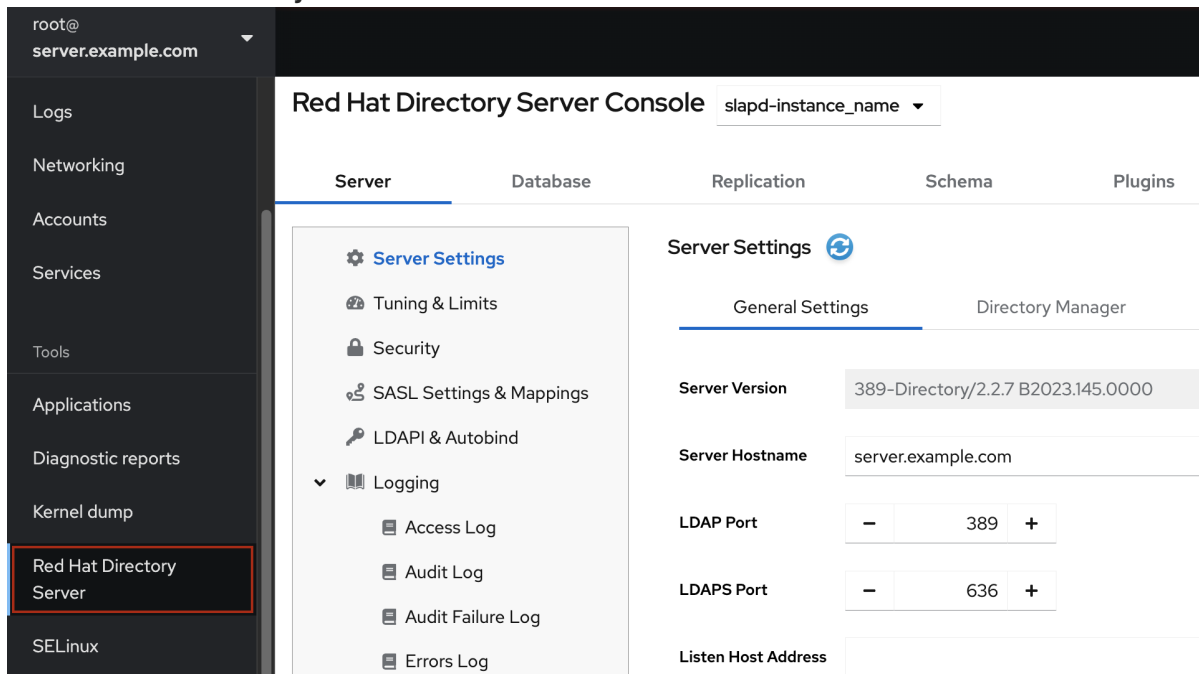 root@
server.example.com
Logs
Networking
Accounts
Services
Tools
Applications
Diagnostic reports
Kernel dump
Red Hat Directory
Server
SELinux
Red Hat Directory Server Console
slapd-instance_name
Server
Database
Replication
Schema
Plugins
Server Settings
Tuning & Limits
Security
SASL Settings & Mappings
LDAPI & Autobind
Logging
Access Log
Audit Log
Audit Failure Log
Errors Log
Server Settings
General Settings
Directory Manager
Server Version
389-Directory/2.2.7 B2023.145.0000
Server Hostname
server.example.com
LDAP Port
− 389 +
LDAPS Port
− 636 +
Listen Host Address